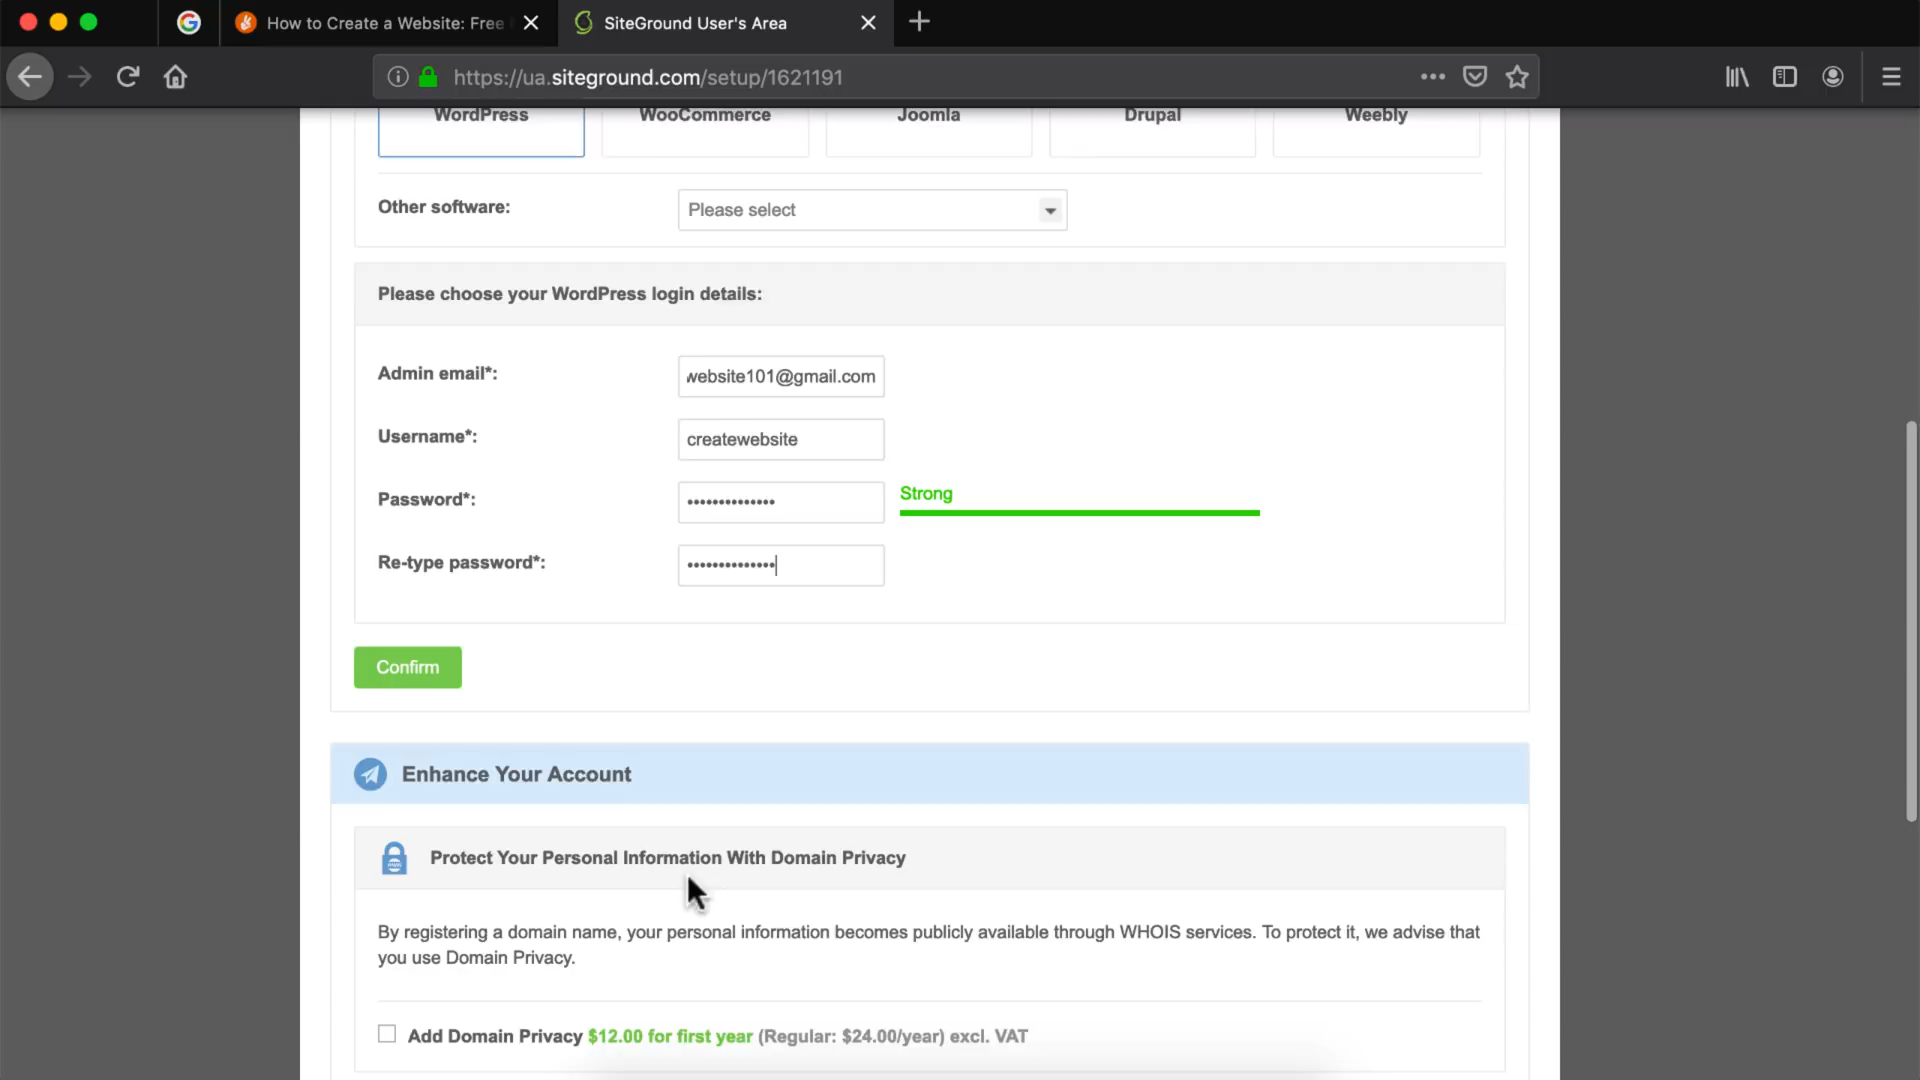 How to Create a Website: Free
SiteGround User's Area
https://ua.siteground.com/setup/1621191
WordPress
WooCommerce
Joomla
Drupal
Weebly
Other software:
Please select
Please choose your WordPress login details:
Admin email*:
website101@gmail.com
Username*:
createwebsite
Password*:
••••••••••••••
Strong
Re-type password*:
••••••••••••••
Confirm
Enhance Your Account
Protect Your Personal Information With Domain Privacy
By registering a domain name, your personal information becomes publicly available through WHOIS services. To protect it, we advise that
you use Domain Privacy.
Add Domain Privacy $12.00 for first year (Regular: $24.00/year) excl. VAT